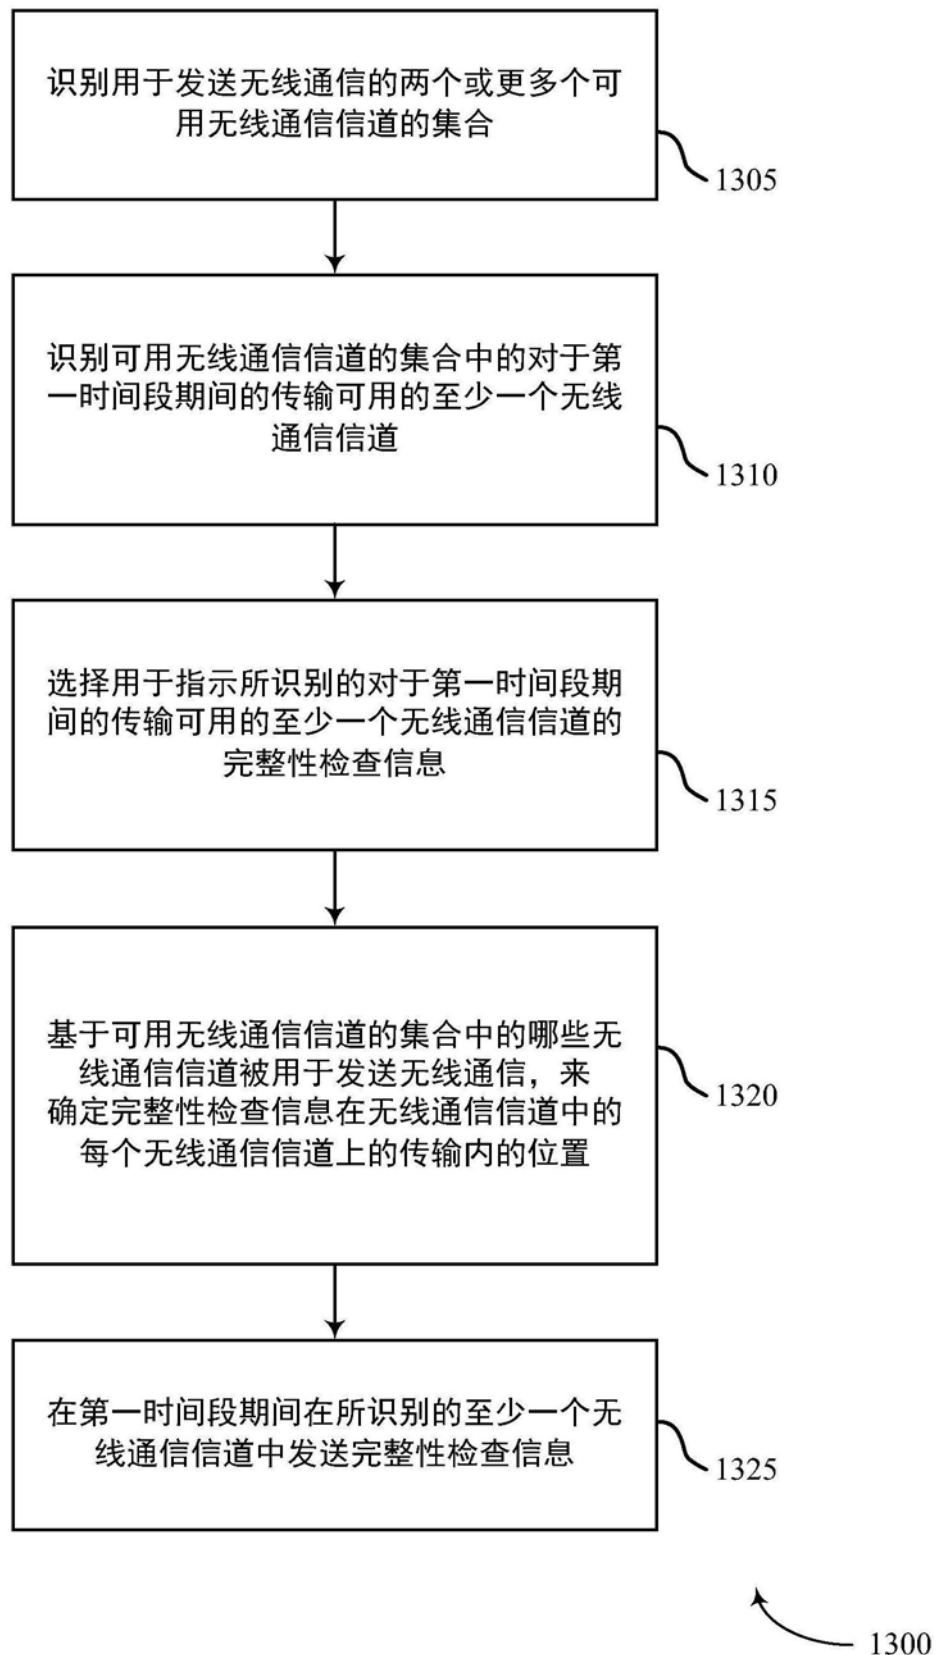 识别用于发送无线通信的两个或更多个可
用无线通信信道的集合
1305
识别可用无线通信信道的集合中的对于第
一时间段期间的传输可用的至少一个无线
通信信道
1310
选择用于指示所识别的对于第一时间段期
间的传输可用的至少一个无线通信信道的
完整性检查信息
1315
基于可用无线通信信道的集合中的哪些无
线通信信道被用于发送无线通信，来
确定完整性检查信息在无线通信信道中的
每个无线通信信道上的传输内的位置
1320
在第一时间段期间在所识别的至少一个无
线通信信道中发送完整性检查信息
1325
1300